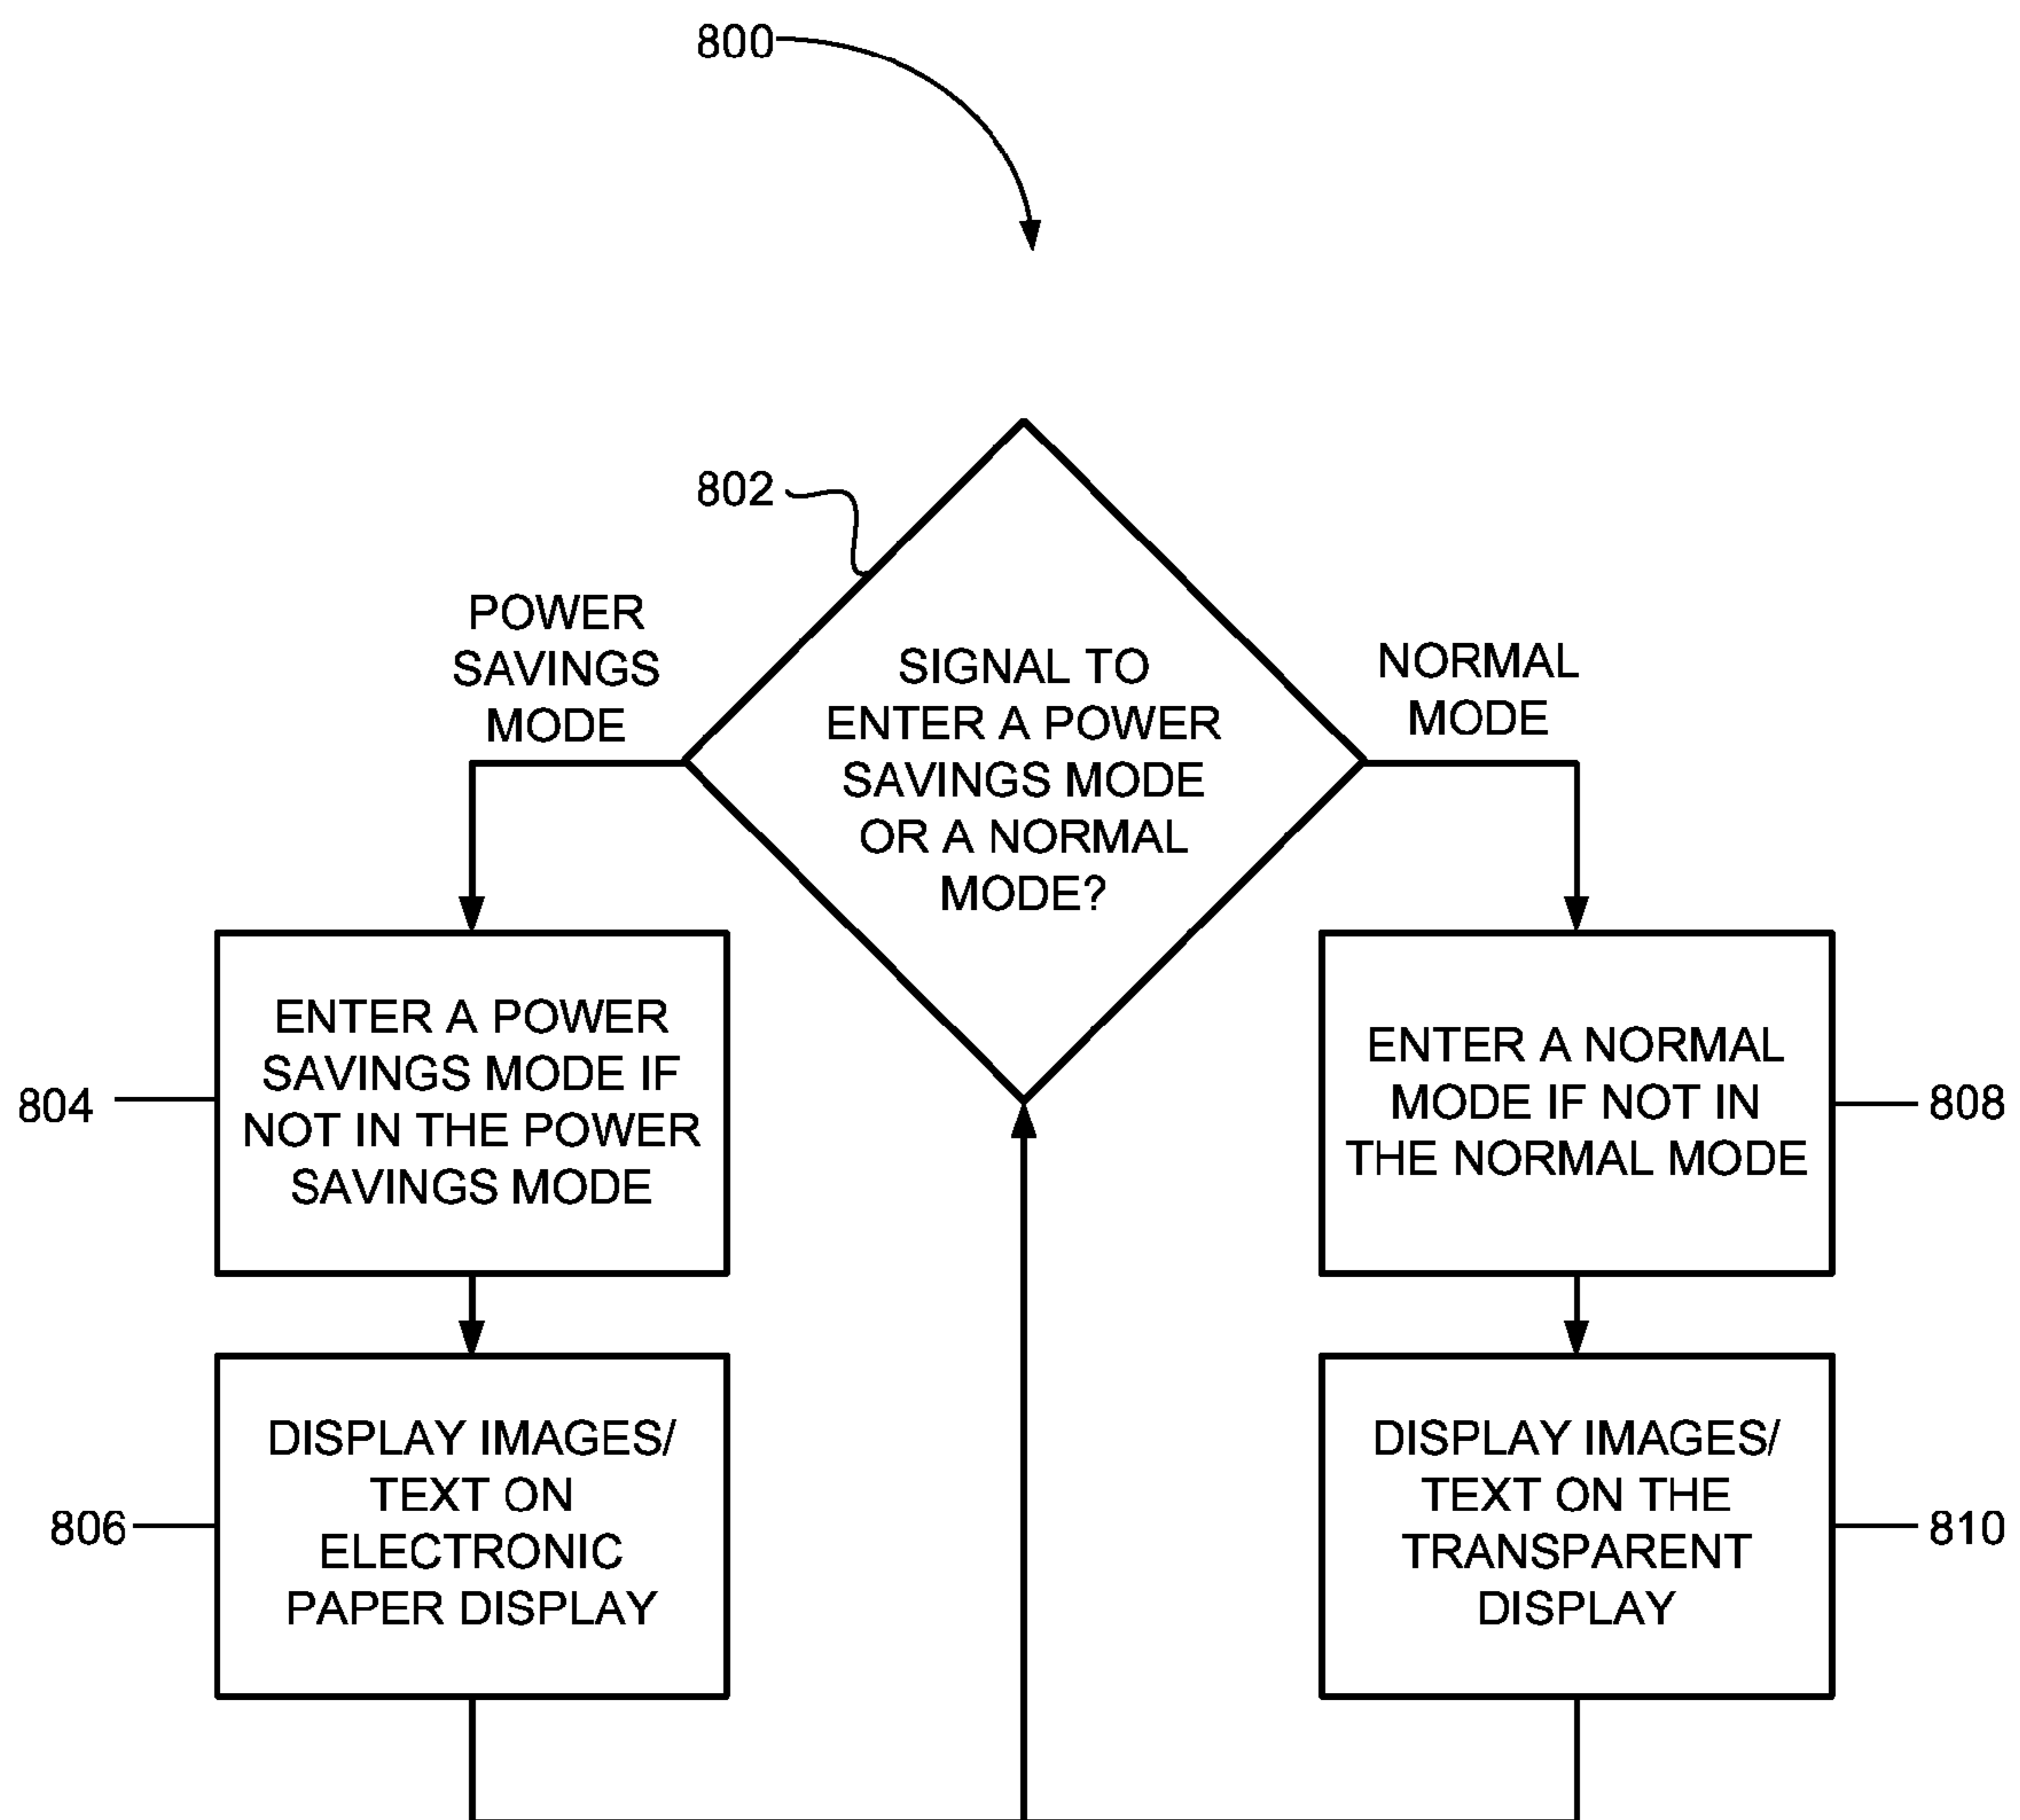 800
802
POWER
SAVINGS
MODE
SIGNAL TO
ENTER A POWER
SAVINGS MODE
OR A NORMAL
MODE?
NORMAL
MODE
804
ENTER A POWER
SAVINGS MODE IF
NOT IN THE POWER
SAVINGS MODE
ENTER A NORMAL
MODE IF NOT IN
THE NORMAL MODE
808
806
DISPLAY IMAGES/
TEXT ON
ELECTRONIC
PAPER DISPLAY
DISPLAY IMAGES/
TEXT ON THE
TRANSPARENT
DISPLAY
810